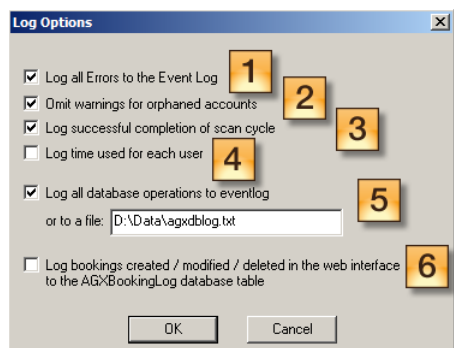 Log Options
Log all Errors to the Event Log
1
Omit warnings for orphaned accounts
2
Log successful completion of scan cycle
3
Log time used for each user
4
Log all database operations to eventlog
5
or to a file: D:\Data\agxdblog.txt
Log bookings created / modified / deleted in the web interface
6
to the AGXBookingLog database table
OK
Cancel